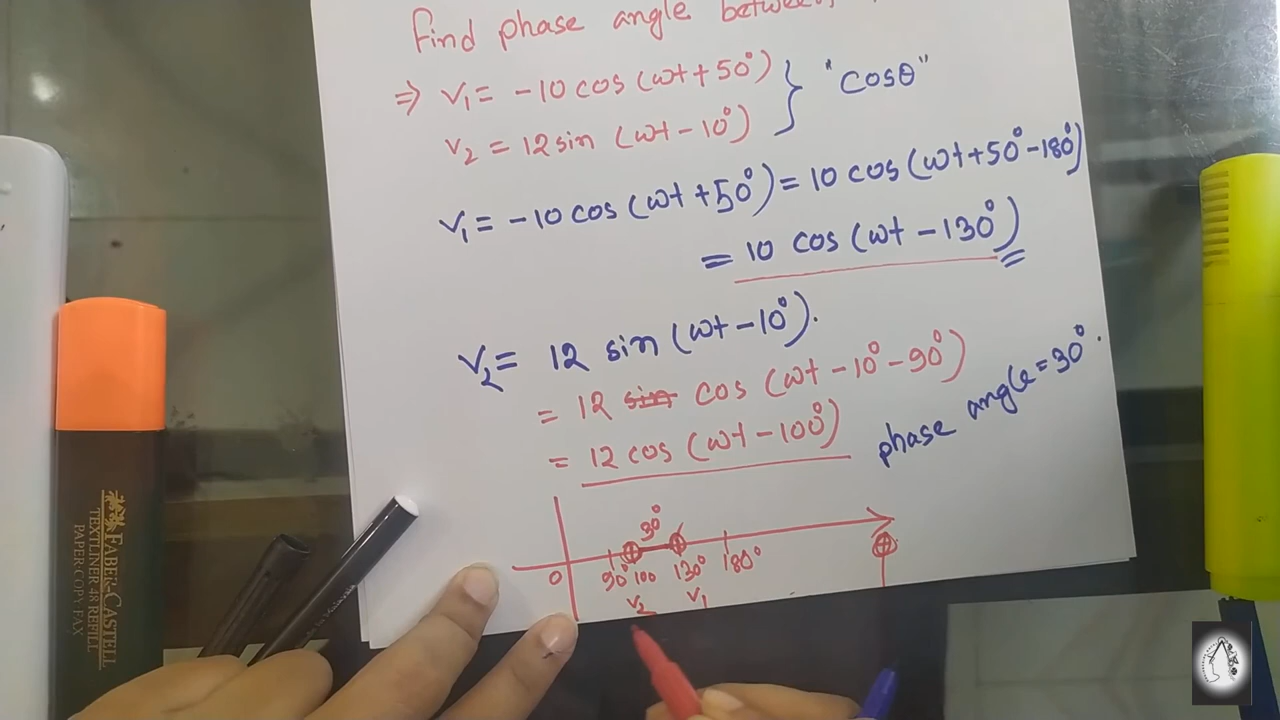 find phase angle between
⇒ V₁ = -10 cos (ωt + 50°)
V₂ = 12 sin (ωt - 10°)
"cosθ"
V₁ = -10 cos (ωt + 50°) = 10 cos (ωt + 50° - 180°)
= 10 cos (ωt - 130°)
V₂ = 12 sin (ωt - 10°).
= 12 sin cos (ωt - 10° - 90°)
= 12 cos (ωt - 100°)
phase angle = 30°.
30°
0 90° 100 130° 180°
V₂ V₁
FABER-CASTELL
TEXTLINER 48 REFILL
PAPER·COPY·FAX